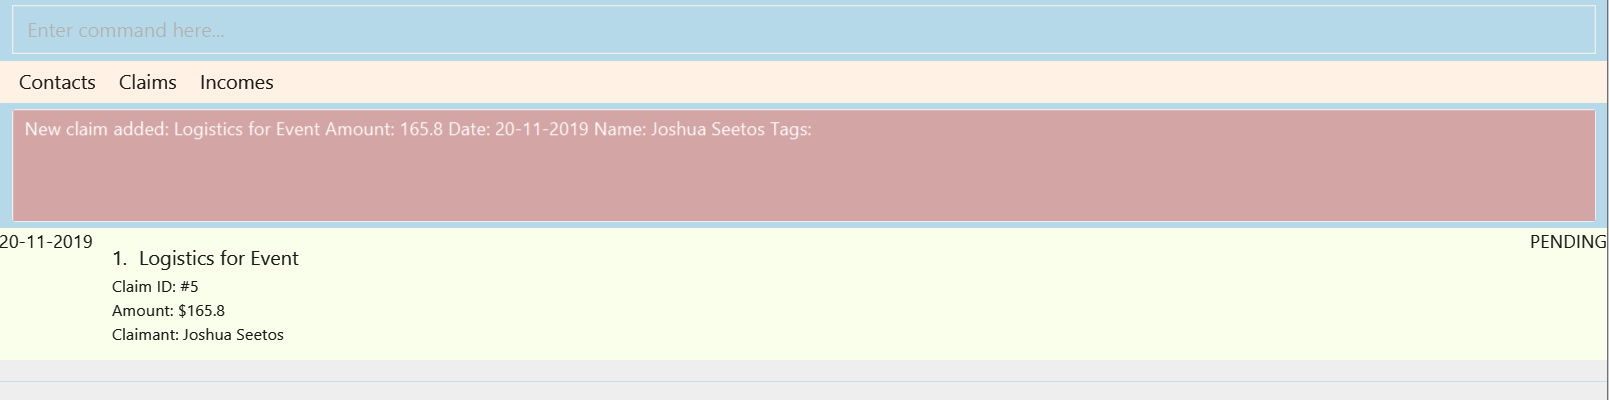 Enter command here...
Contacts Claims Incomes
New claim added: Logistics for Event Amount: 165.8 Date: 20-11-2019 Name: Joshua Seetos Tags:
20-11-2019 PENDING
1. Logistics for Event
Claim ID: #5
Amount: $165.8
Claimant: Joshua Seetos